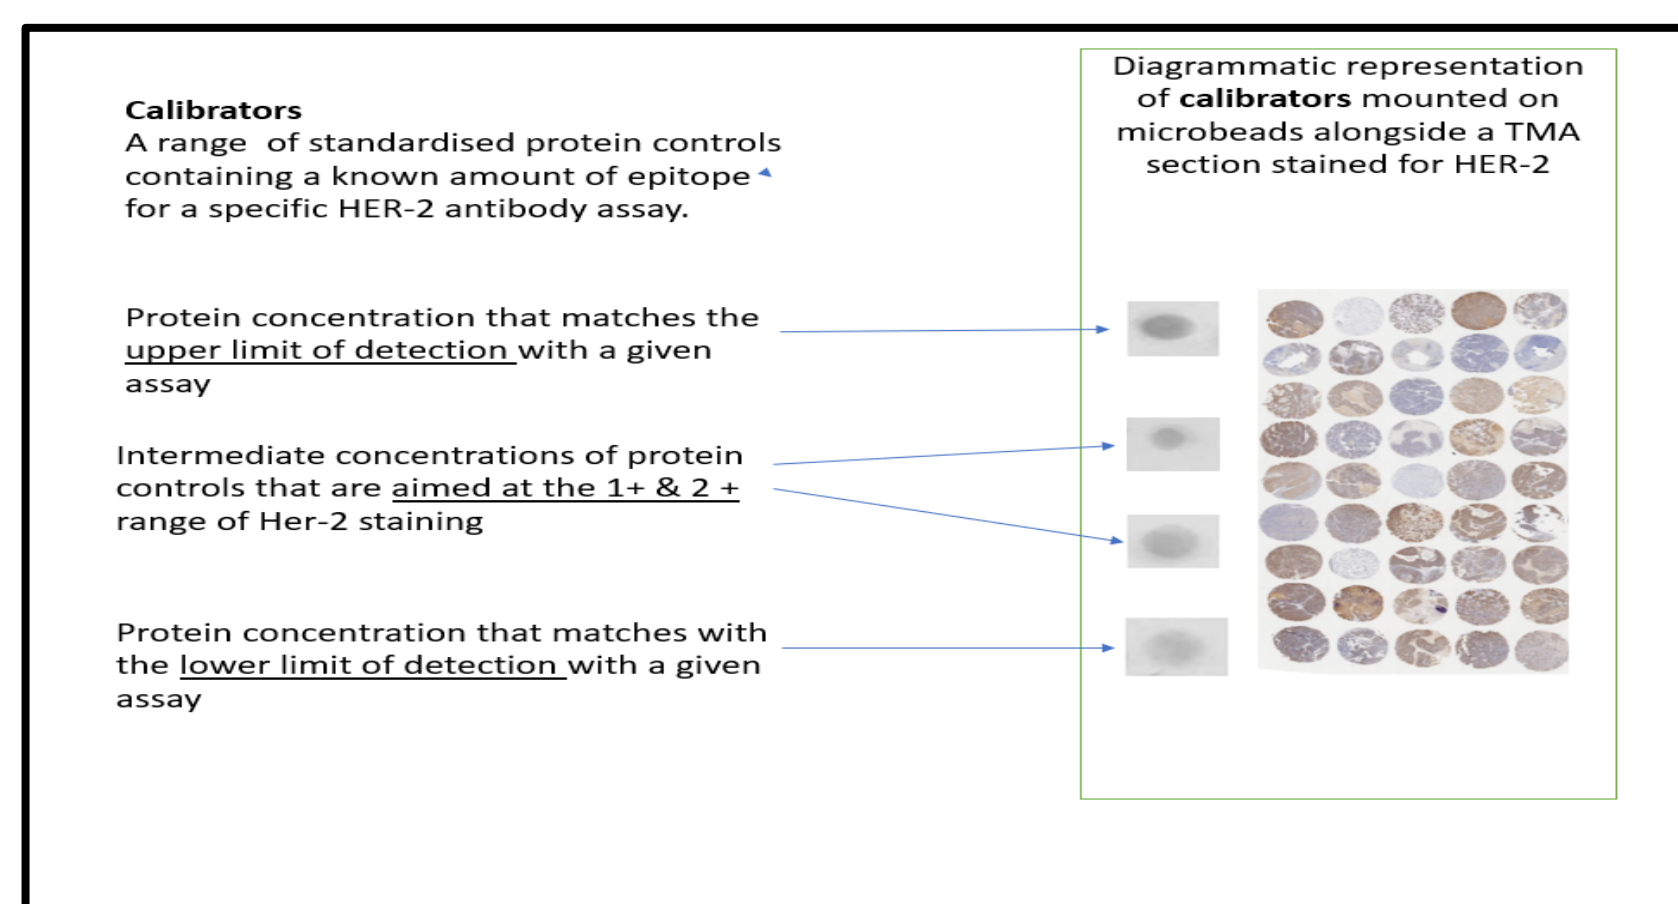 Calibrators
A range of standardised protein controls
containing a known amount of epitope
for a specific HER-2 antibody assay.
Protein concentration that matches the
upper limit of detection with a given
assay
Intermediate concentrations of protein
controls that are aimed at the 1+ & 2 +
range of Her-2 staining
Protein concentration that matches with
the lower limit of detection with a given
assay
Diagrammatic representation
of calibrators mounted on
microbeads alongside a TMA
section stained for HER-2